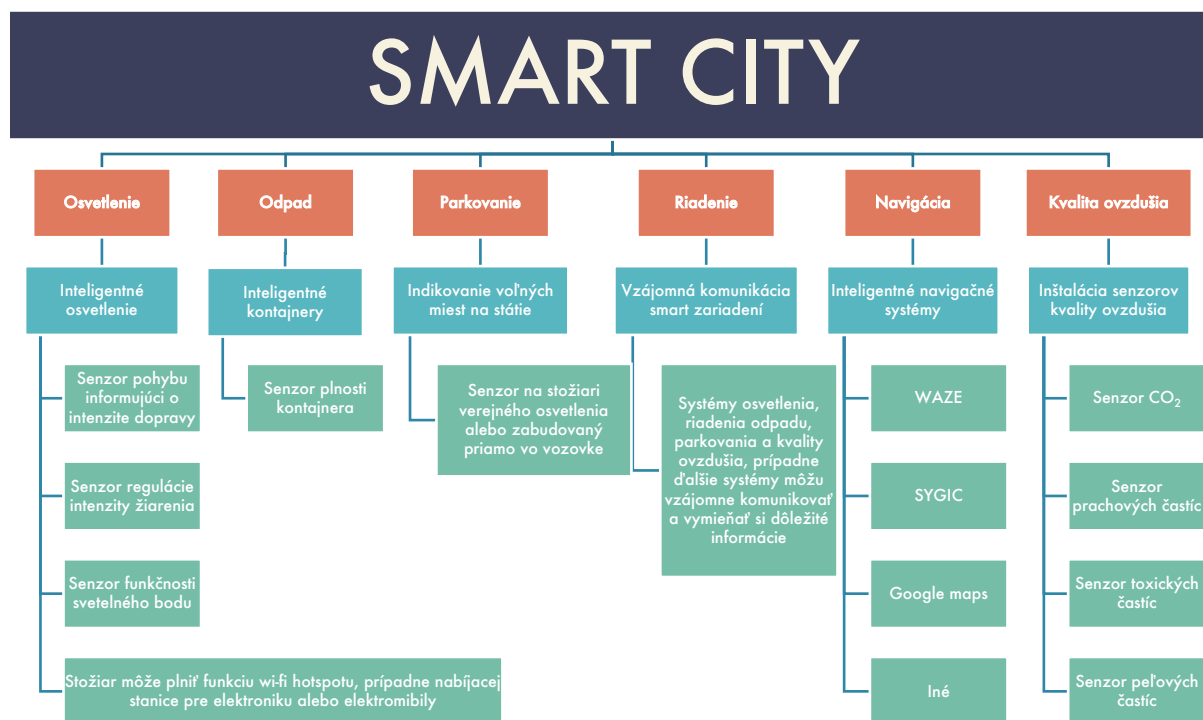 SMART CITY
Osvetlenie
Odpad
Parkovanie
Riadenie
Navigácia
Kvalita ovzdušia
Inteligentné
osvetlenie
Inteligentné
kontajnery
Indikovanie voľných
miest na státie
Vzájomná komunikácia
smart zariadení
Inteligentné navigačné
systémy
Inštalácia senzorov
kvality ovzdušia
Senzor pohybu
informujúci o
intenzite dopravy
Senzor regulácie
intenzity žiarenia
Senzor funkčnosti
svetelného bodu
Stožiar môže plniť funkciu wi-fi hotspotu, prípadne nabíjacej
stanice pre elektroniku alebo elektromibily
Senzor plnosti
kontajnera
Senzor na stožiari
verejného osvetlenia
alebo zabudovaný
priamo vo vozovke
Systémy osvetlenia,
riadenia odpadu,
parkovania a kvality
ovzdušia, prípadne
ďalšie systémy môžu
vzájomne komunikovať
a vymieňať si dôležité
informácie
WAZE
SYGIC
Google maps
Iné
Senzor CO₂
Senzor
prachových častíc
Senzor toxických
častíc
Senzor peľových
častíc